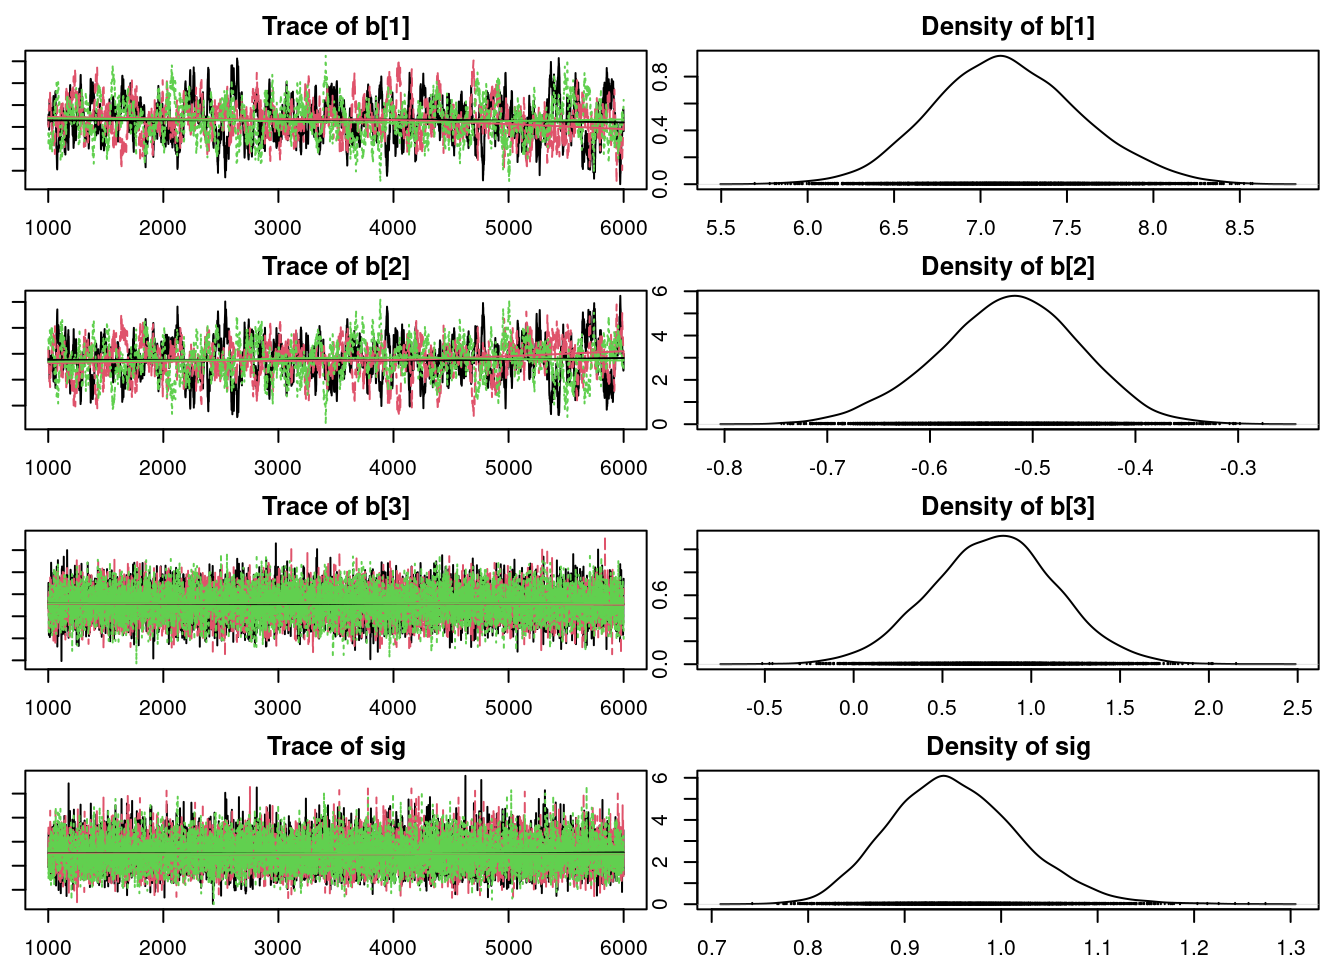 Trace of b[1]
1000 2000 3000 4000 5000 6000
Density of b[1]
0.0 0.4 0.8
5.5 6.0 6.5 7.0 7.5 8.0 8.5
Trace of b[2]
1000 2000 3000 4000 5000 6000
Density of b[2]
0 2 4 6
-0.8 -0.7 -0.6 -0.5 -0.4 -0.3
Trace of b[3]
1000 2000 3000 4000 5000 6000
Density of b[3]
0.0 0.6
-0.5 0.0 0.5 1.0 1.5 2.0 2.5
Trace of sig
1000 2000 3000 4000 5000 6000
Density of sig
0 2 4 6
0.7 0.8 0.9 1.0 1.1 1.2 1.3